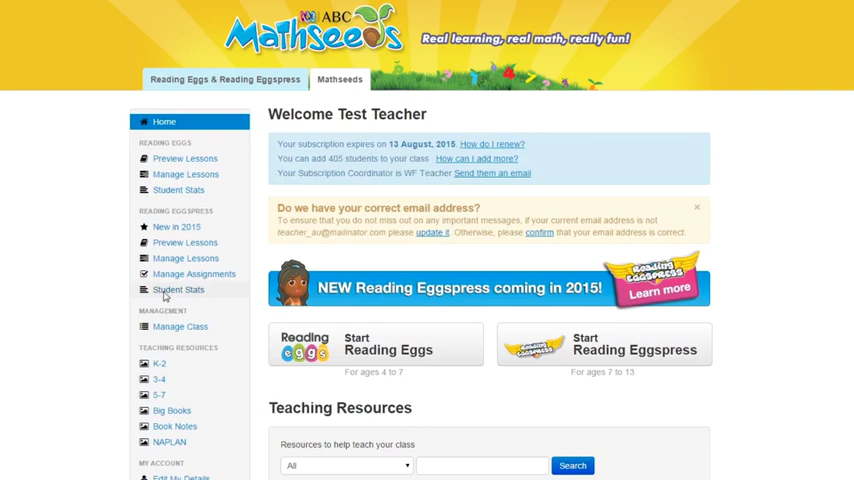 ABC
Mathseeds
Real learning, real math, really fun!
Reading Eggs & Reading Eggspress
Mathseeds
Home
READING EGGS
Preview Lessons
Manage Lessons
Student Stats
READING EGGSPRESS
New in 2015
Preview Lessons
Manage Lessons
Manage Assignments
Student Stats
MANAGEMENT
Manage Class
TEACHING RESOURCES
K-2
3-4
5-7
Big Books
Book Notes
NAPLAN
MY ACCOUNT
Edit My Details
Welcome Test Teacher
Your subscription expires on 13 August, 2015. How do I renew?
You can add 405 students to your class How can I add more?
Your Subscription Coordinator is WF Teacher Send them an email
Do we have your correct email address? ×
To ensure that you do not miss out on any important messages, if your current email address is not
teacher_au@mailinator.com please update it. Otherwise, please confirm that your email address is correct.
NEW Reading Eggspress coming in 2015!
Reading
Eggspress
Learn more
Reading
eggs
Start
Reading Eggs
For ages 4 to 7
Reading
Eggspress
Start
Reading Eggspress
For ages 7 to 13
Teaching Resources
Resources to help teach your class
All
Search